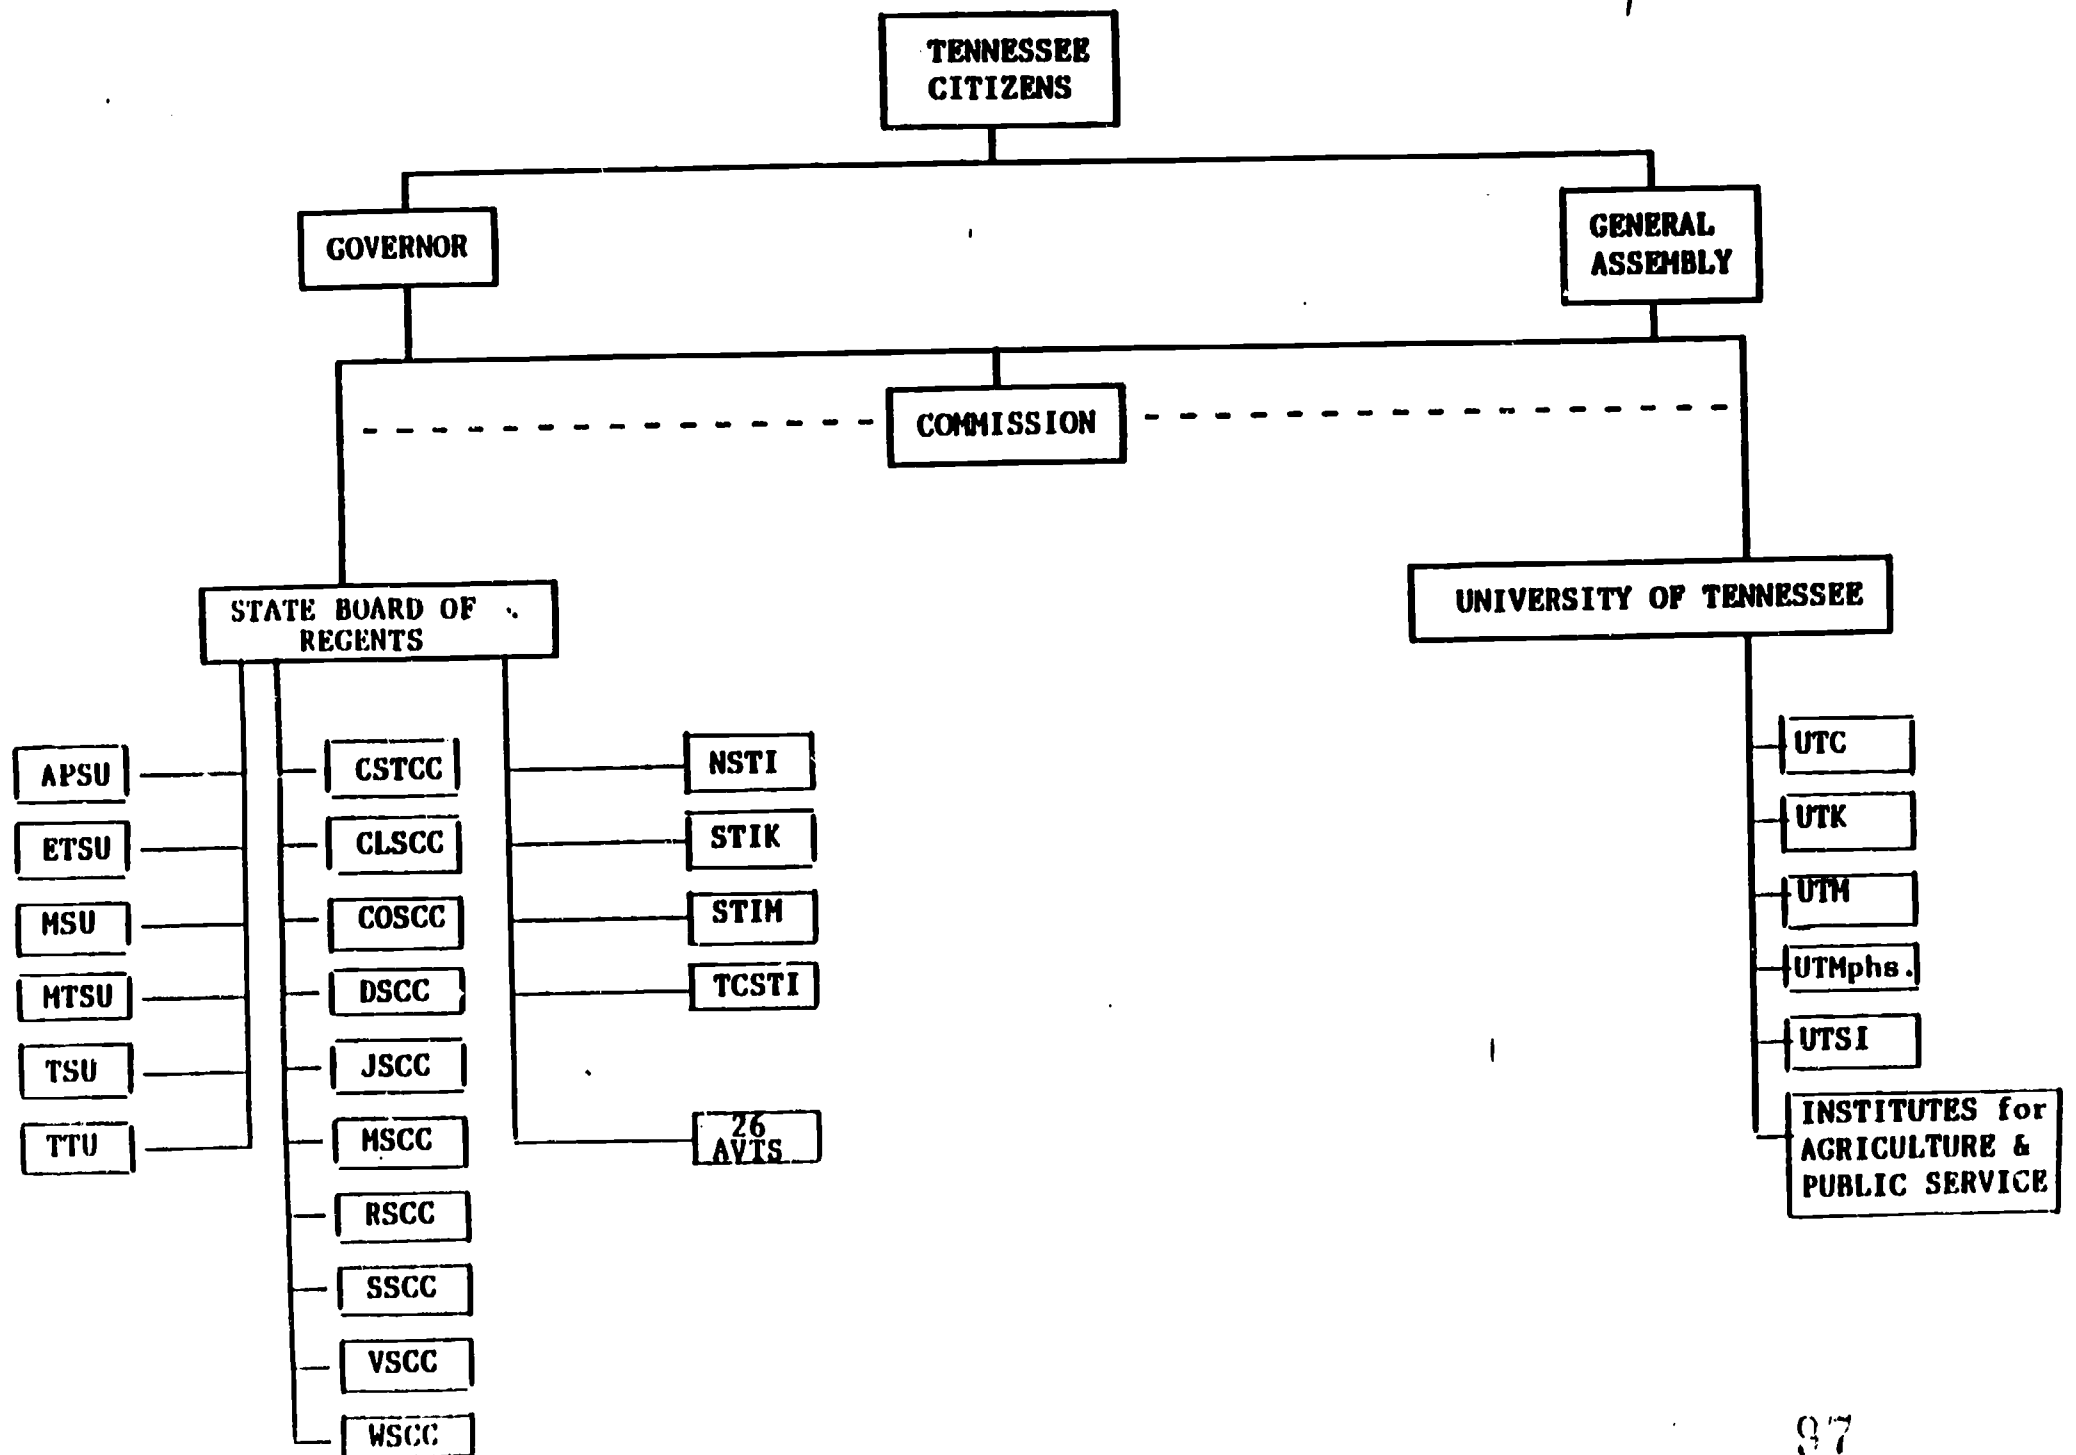 TENNESSEE
CITIZENS
GOVERNOR
GENERAL
ASSEMBLY
COMMISSION
STATE BOARD OF
REGENTS
UNIVERSITY OF TENNESSEE
APSU
ETSU
MSU
MTSU
TSU
TTU
CSTCC
CLSCC
COSCC
DSCC
JSCC
MSCC
RSCC
SSCC
VSCC
WSCC
NSTI
STIK
STIM
TCSTI
26
AVTS
UTC
UTK
UTM
UTMphs.
UTSI
INSTITUTES for
AGRICULTURE &
PUBLIC SERVICE
97